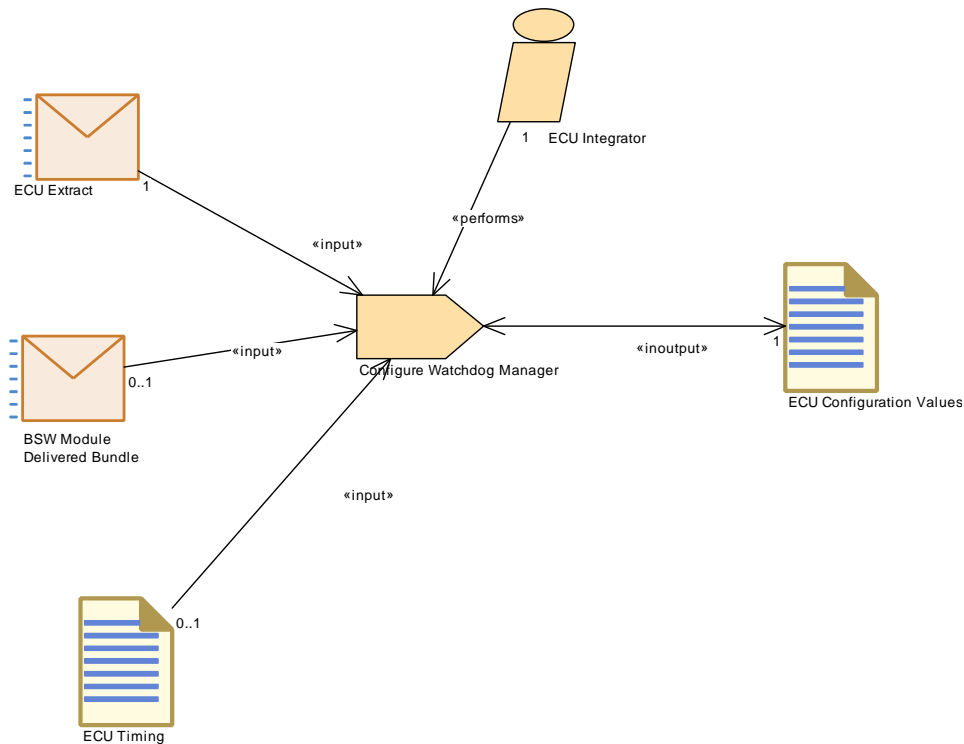 1
ECU Integrator
ECU Extract
1
«performs»
«input»
«input»
0..1
Configure Watchdog Manager
«inoutput»
1
ECU Configuration Values
BSW Module
Delivered Bundle
«input»
0..1
ECU Timing